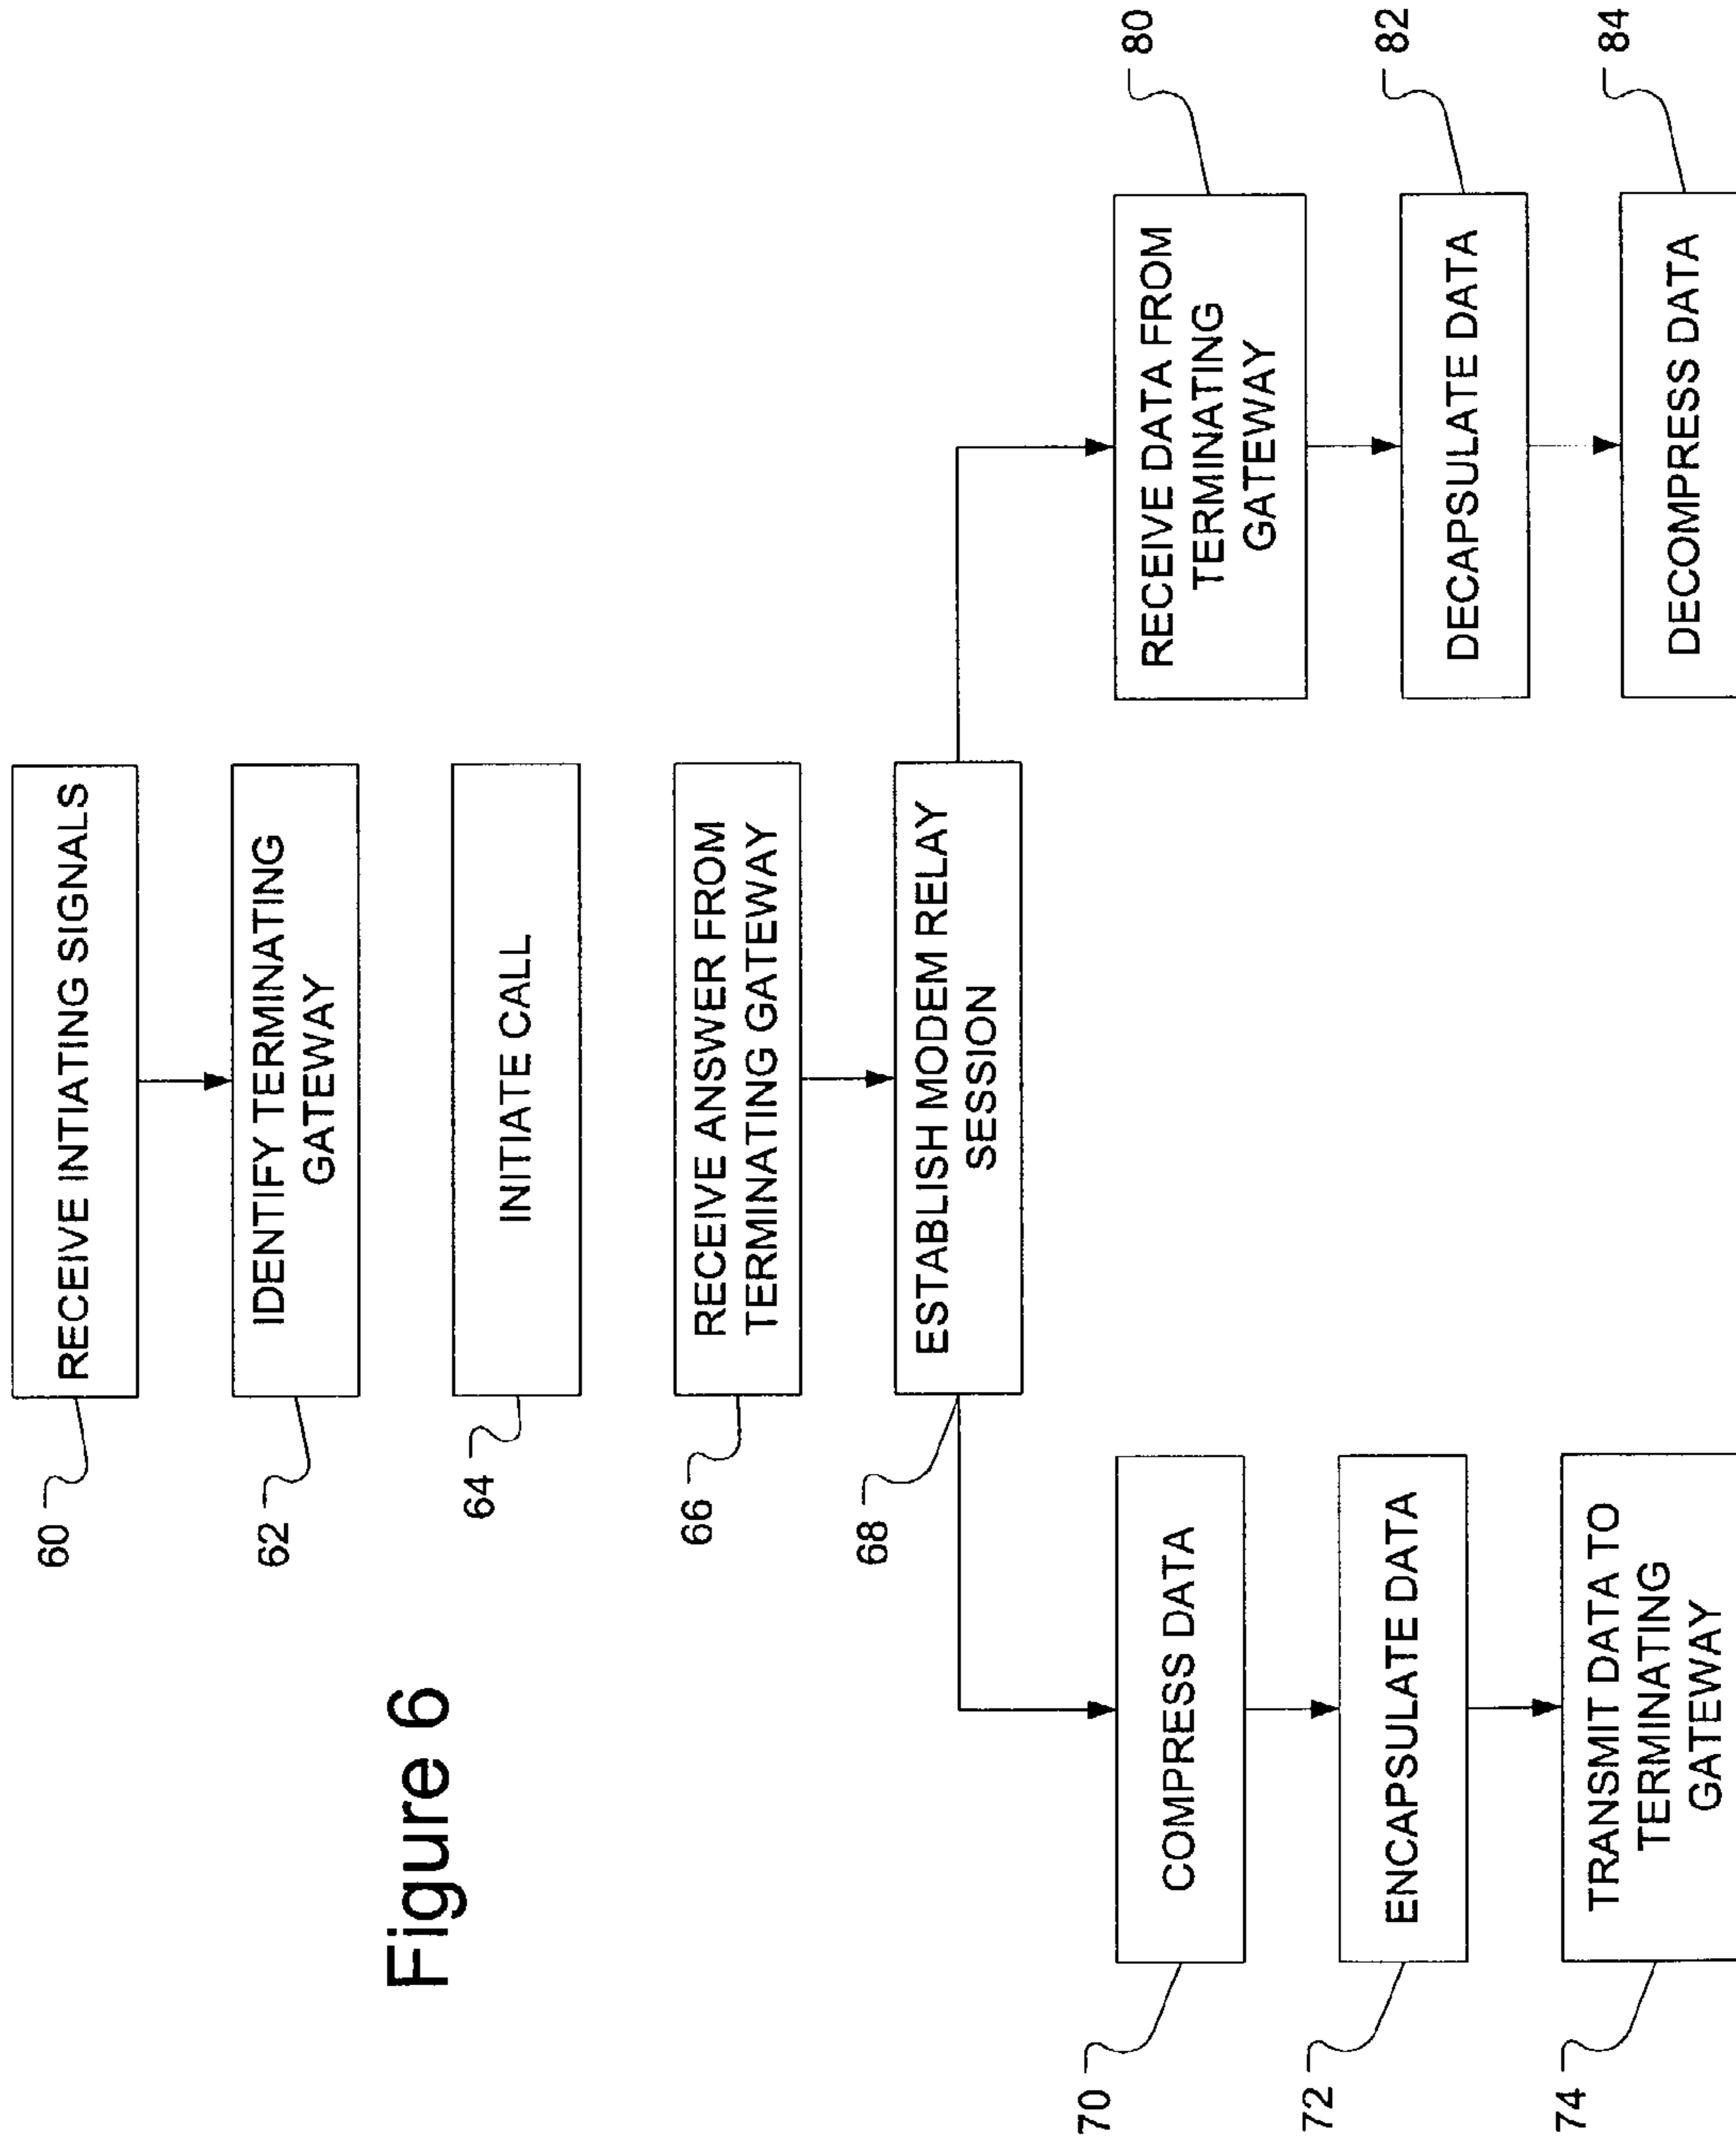 Figure 6
60
RECEIVE INTIATING SIGNALS
62
IDENTIFY TERMINATING
GATEWAY
64
INITIATE CALL
66
RECEIVE ANSWER FROM
TERMINATING GATEWAY
68
ESTABLISH MODEM RELAY
SESSION
70
COMPRESS DATA
72
ENCAPSULATE DATA
74
TRANSMIT DATA TO
TERMINATING
GATEWAY
RECEIVE DATA FROM
TERMINATING
GATEWAY
80
DECAPSULATE DATA
82
DECOMPRESS DATA
84